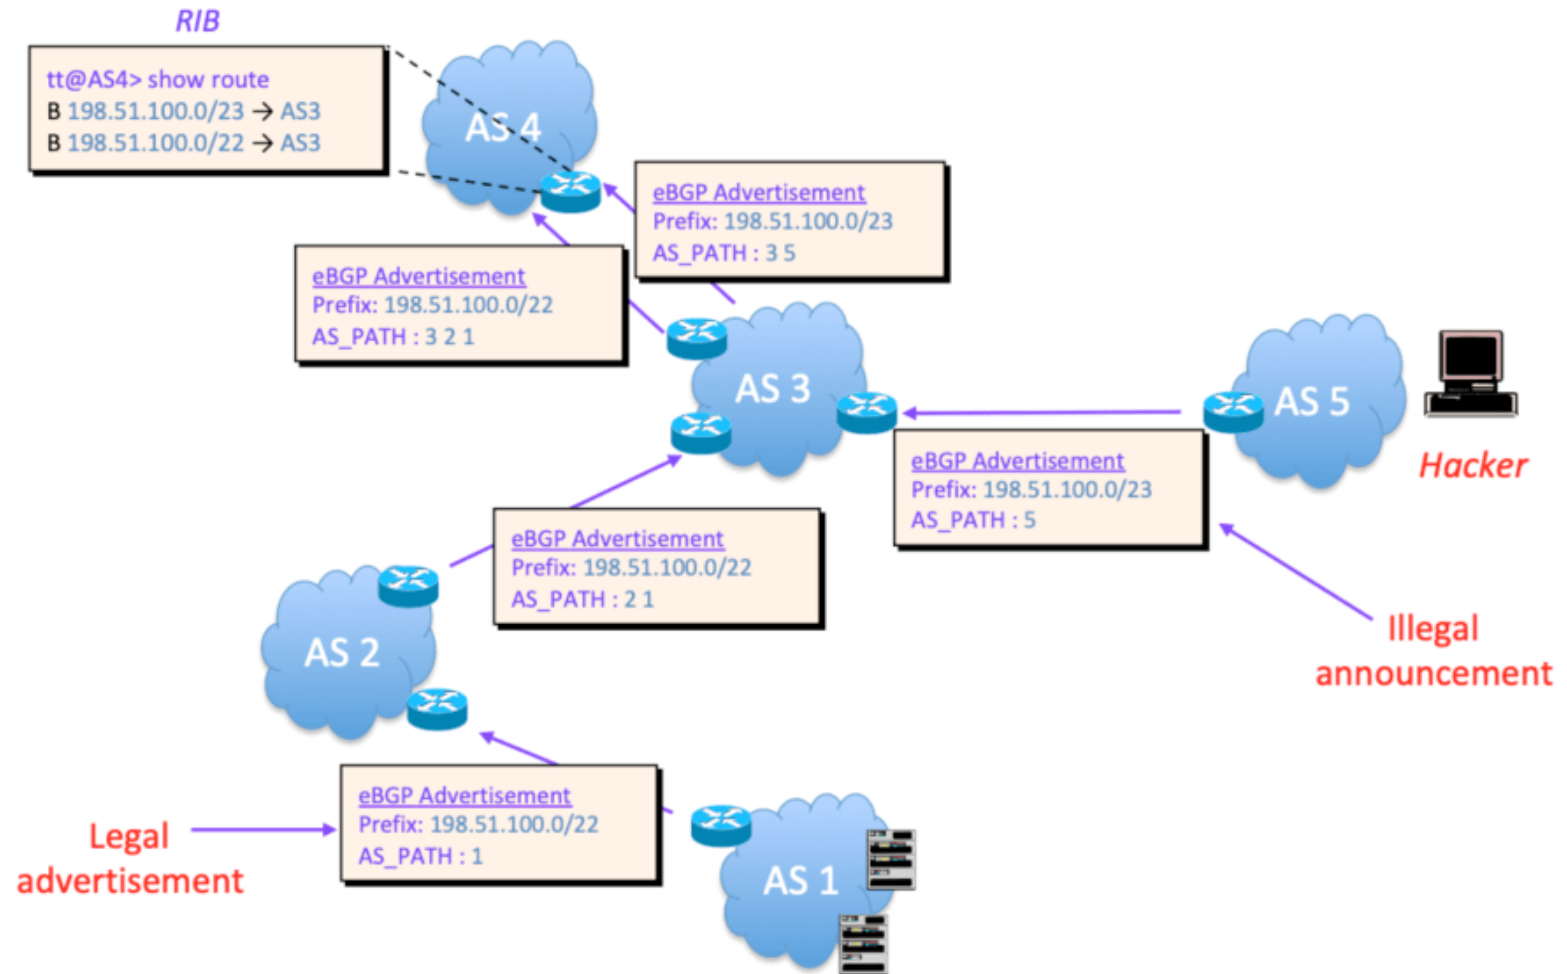 RIB
tt@AS4> show route
B 198.51.100.0/23 → AS3
B 198.51.100.0/22 → AS3
AS 4
eBGP Advertisement
Prefix: 198.51.100.0/23
AS_PATH : 3 5
eBGP Advertisement
Prefix: 198.51.100.0/22
AS_PATH : 3 2 1
AS 3
AS 5
Hacker
eBGP Advertisement
Prefix: 198.51.100.0/23
AS_PATH : 5
eBGP Advertisement
Prefix: 198.51.100.0/22
AS_PATH : 2 1
Illegal
announcement
AS 2
eBGP Advertisement
Prefix: 198.51.100.0/22
AS_PATH : 1
Legal
advertisement
AS 1